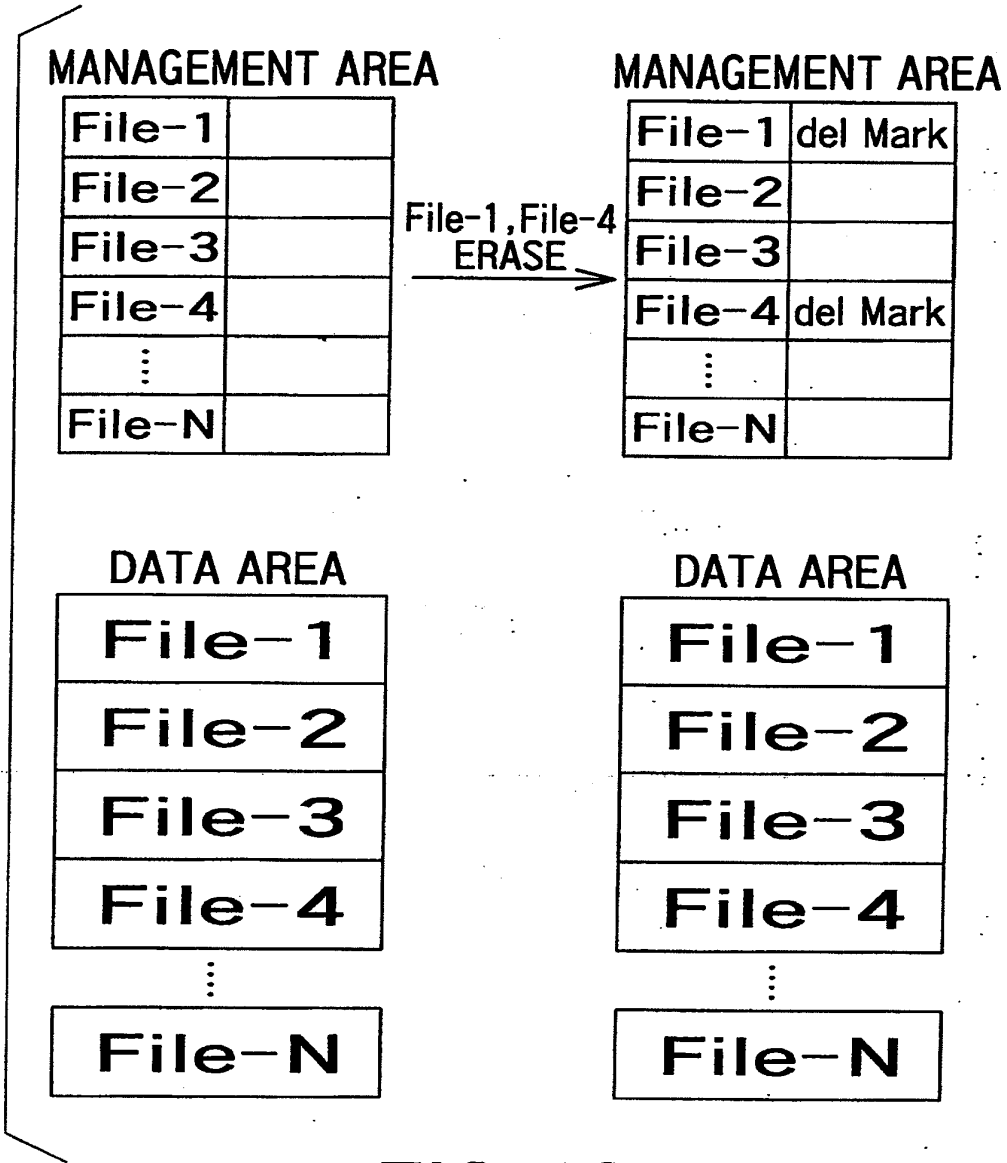 MANAGEMENT AREA
File-1
File-2
File-3
File-4
File-N
File-1, File-4
ERASE
MANAGEMENT AREA
File-1 del Mark
File-2
File-3
File-4 del Mark
File-N
DATA AREA
File-1
File-2
File-3
File-4
File-N
DATA AREA
File-1
File-2
File-3
File-4
File-N